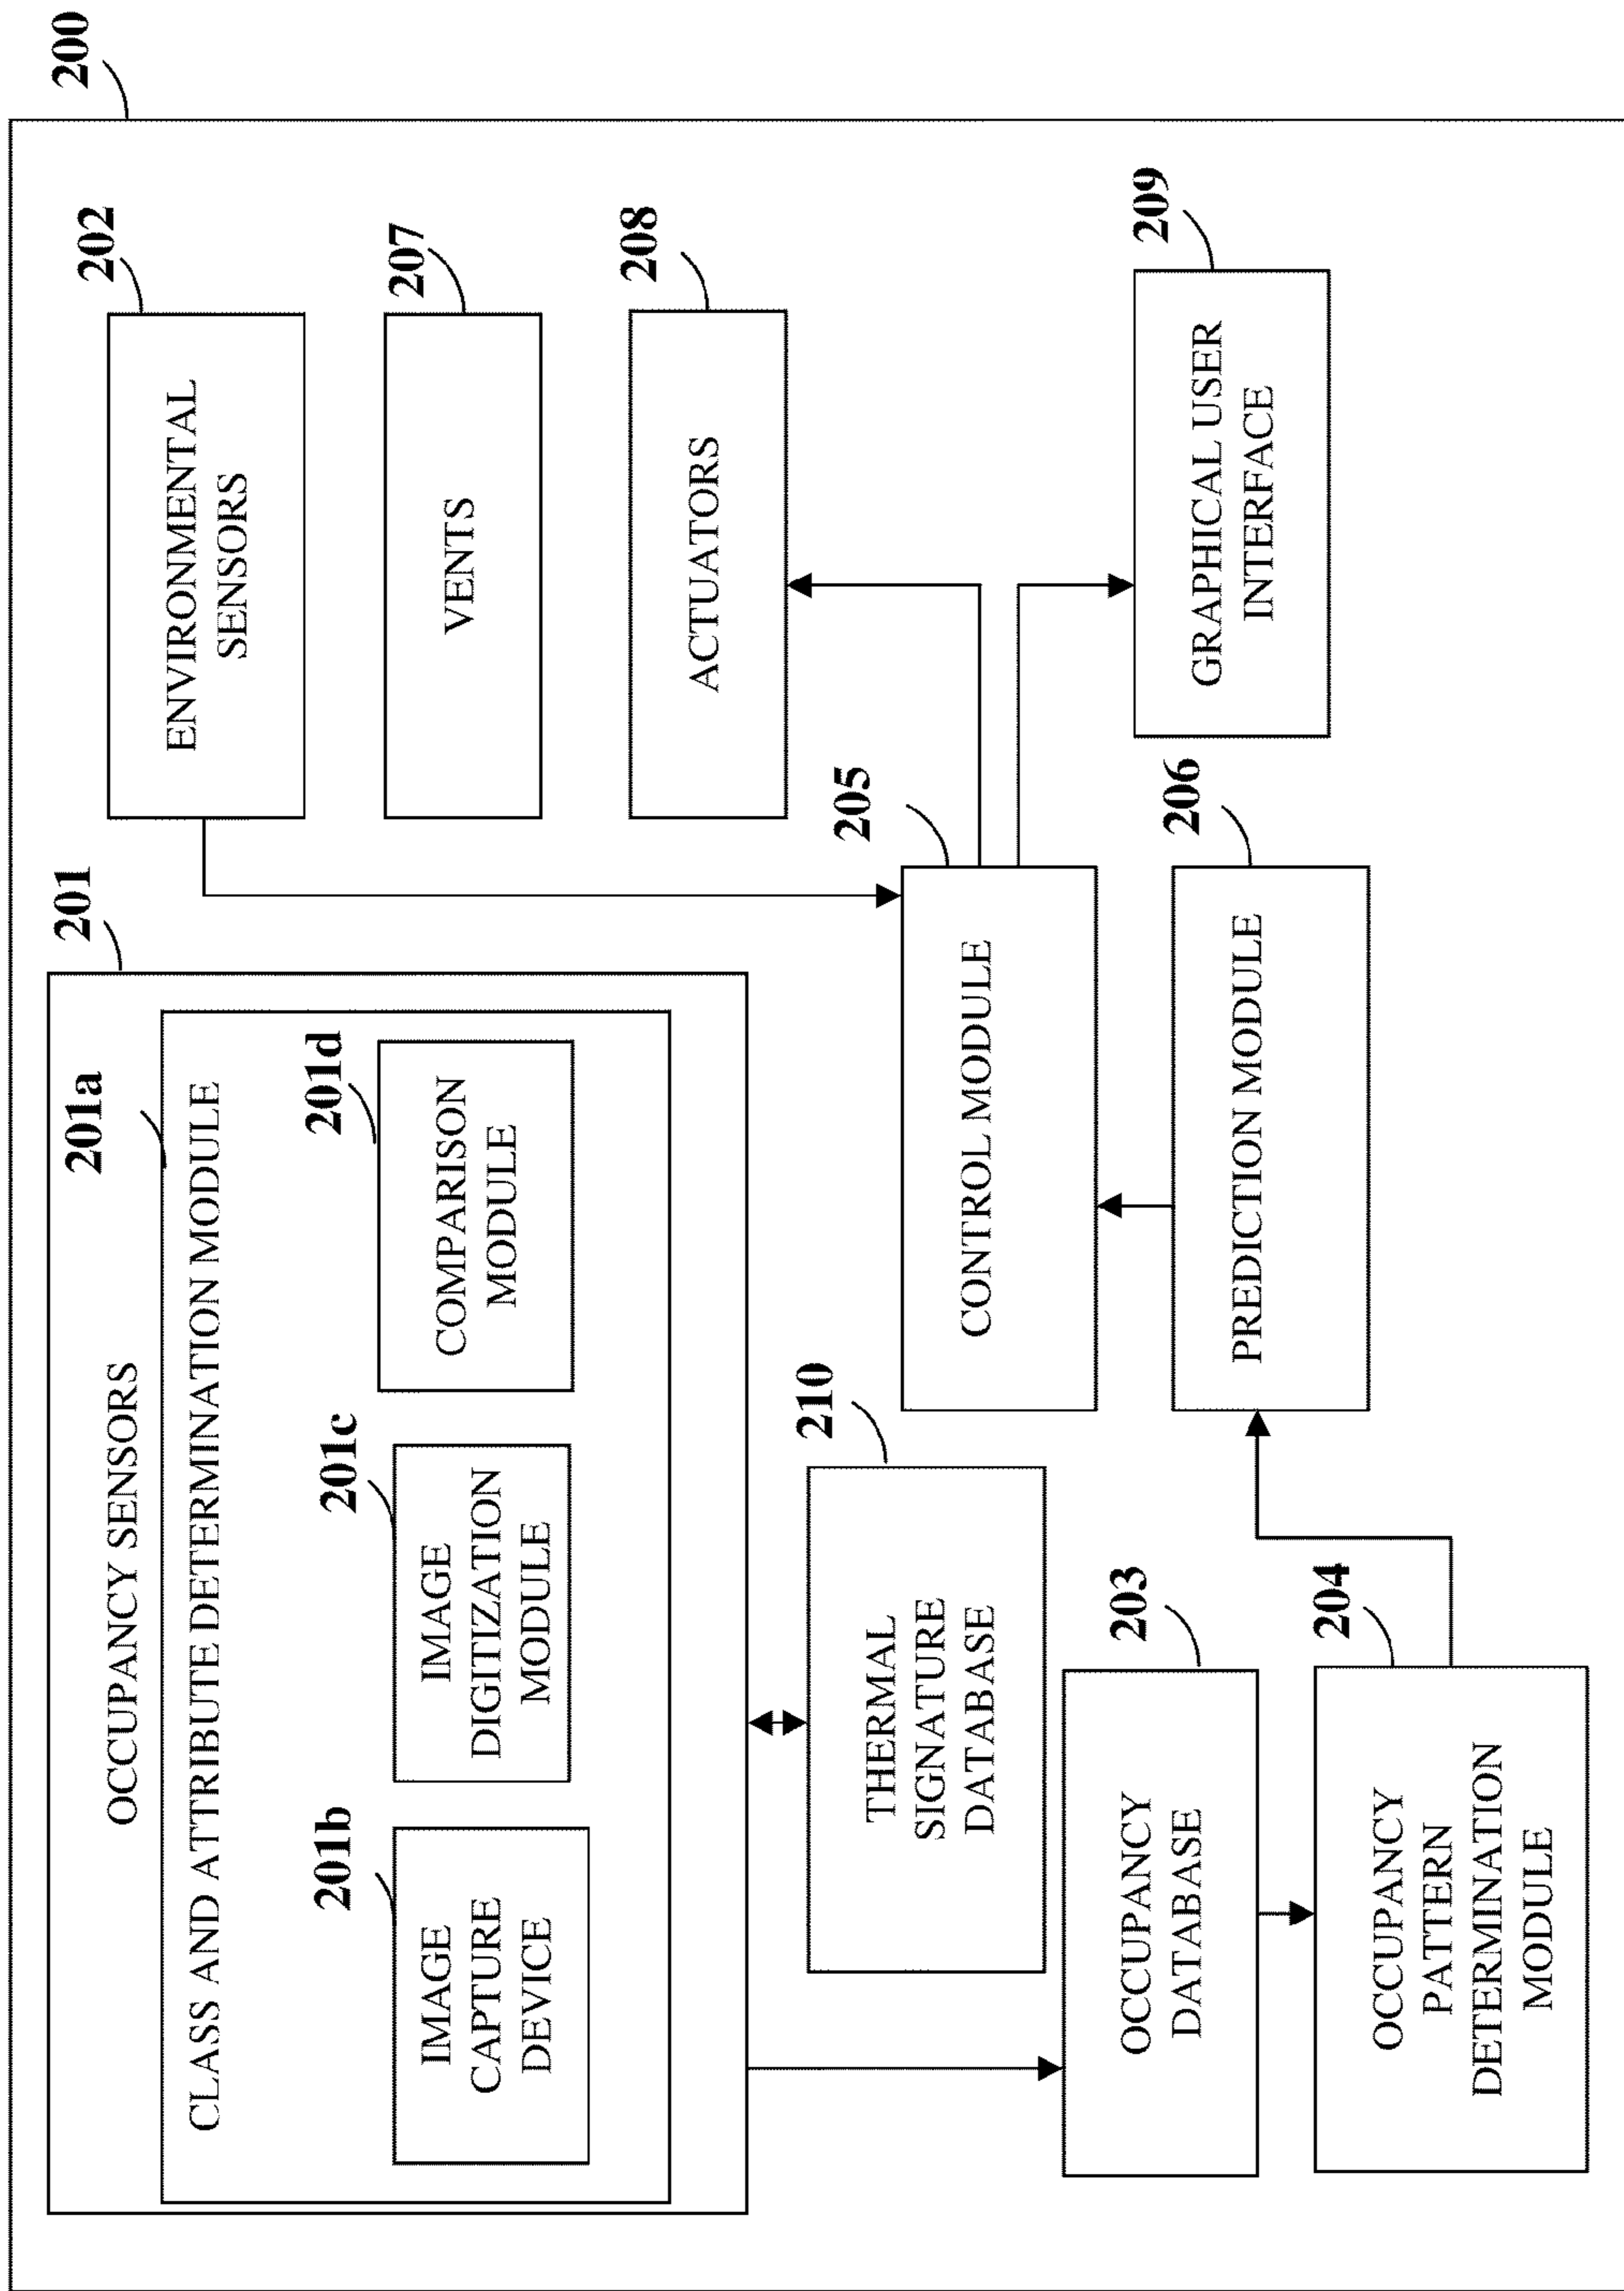 200
201
OCCUPANCY SENSORS
201a
CLASS AND ATTRIBUTE DETERMINATION MODULE
201b
IMAGE
CAPTURE
DEVICE
201c
IMAGE
DIGITIZATION
MODULE
201d
COMPARISON
MODULE
202
ENVIRONMENTAL
SENSORS
207
VENTS
208
ACTUATORS
210
THERMAL
SIGNATURE
DATABASE
205
CONTROL MODULE
203
OCCUPANCY
DATABASE
209
GRAPHICAL USER
INTERFACE
206
PREDICTION MODULE
204
OCCUPANCY
PATTERN
DETERMINATION
MODULE